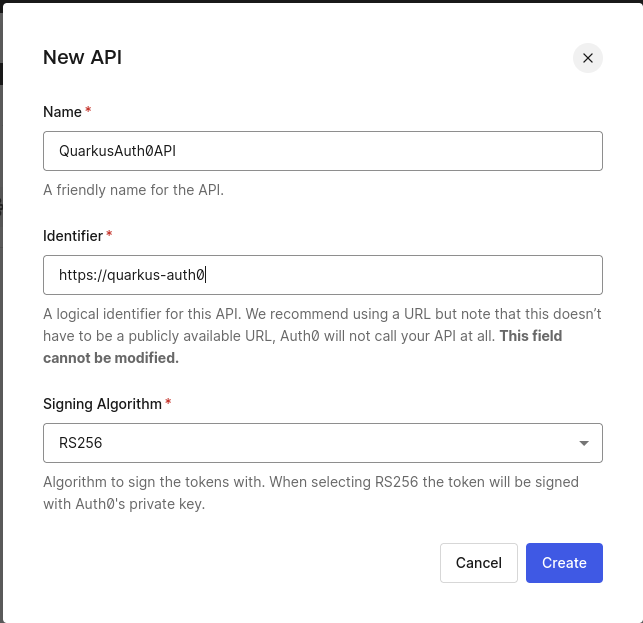 New API
Name *
QuarkusAuth0API
A friendly name for the API.
Identifier *
https://quarkus-auth0
A logical identifier for this API. We recommend using a URL but note that this doesn’t
have to be a publicly available URL, Auth0 will not call your API at all. This field
cannot be modified.
Signing Algorithm *
RS256
Algorithm to sign the tokens with. When selecting RS256 the token will be signed
with Auth0's private key.
Cancel
Create